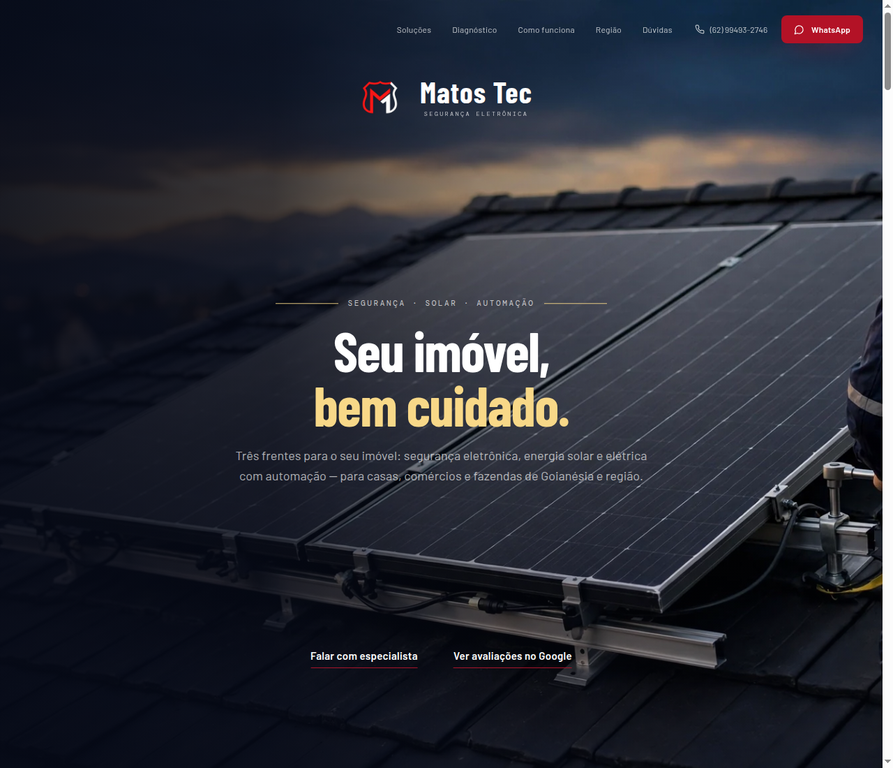 Soluções
Diagnóstico
Como funciona
Região
Dúvidas
(62) 99493-2746
WhatsApp
Matos Tec
SEGURANÇA ELETRÔNICA
SEGURANÇA · SOLAR · AUTOMAÇÃO
Seu imóvel,
bem cuidado.
Três frentes para o seu imóvel: segurança eletrônica, energia solar e elétrica
com automação — para casas, comércios e fazendas de Goianésia e região.
Falar com especialista
Ver avaliações no Google